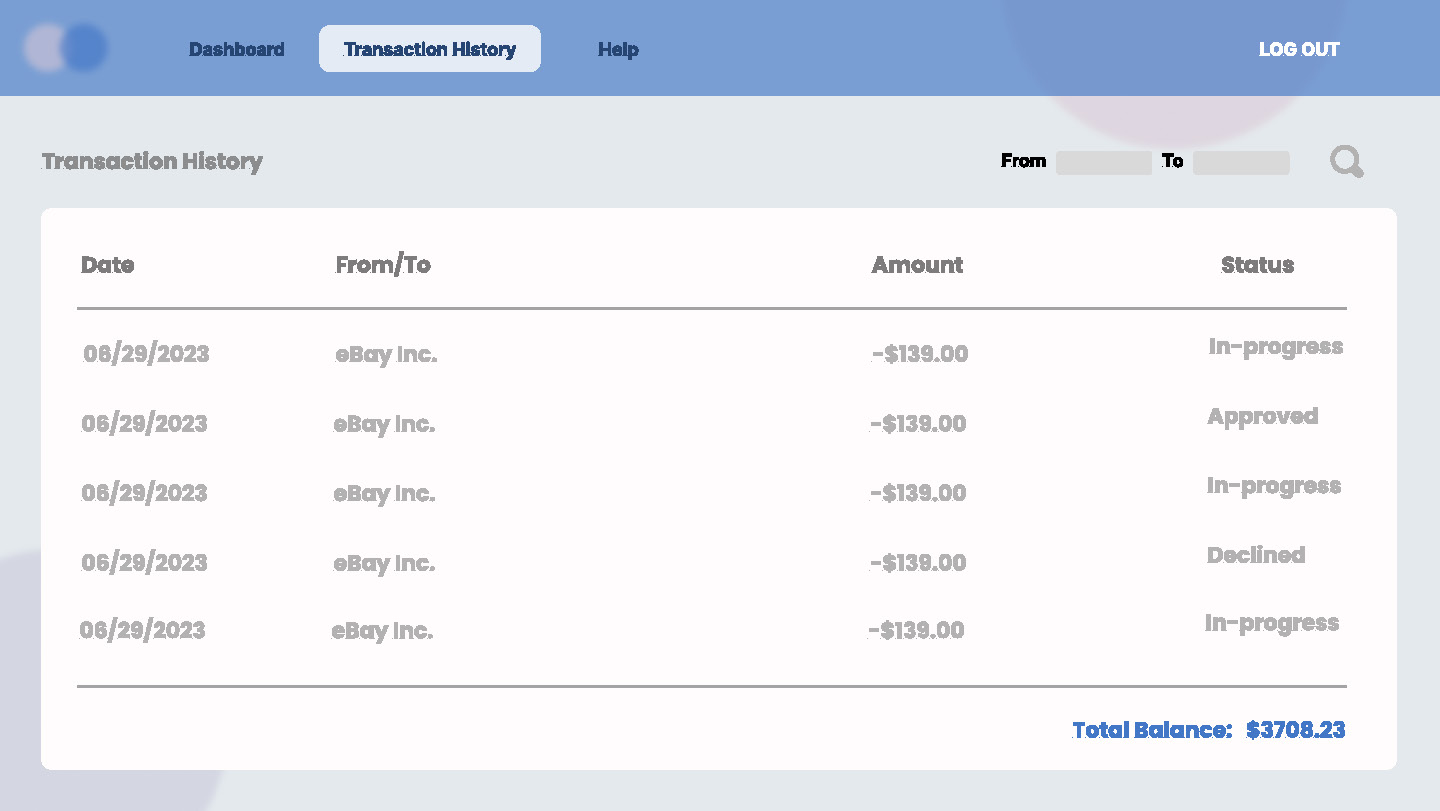 Dashboard Transaction History Help LOG OUT
Transaction History From To
Date From/To Amount Status
06/29/2023 eBay Inc. -$139.00 In-progress
06/29/2023 eBay Inc. -$139.00 Approved
06/29/2023 eBay Inc. -$139.00 In-progress
06/29/2023 eBay Inc. -$139.00 Declined
06/29/2023 eBay Inc. -$139.00 In-progress
Total Balance: $3708.23